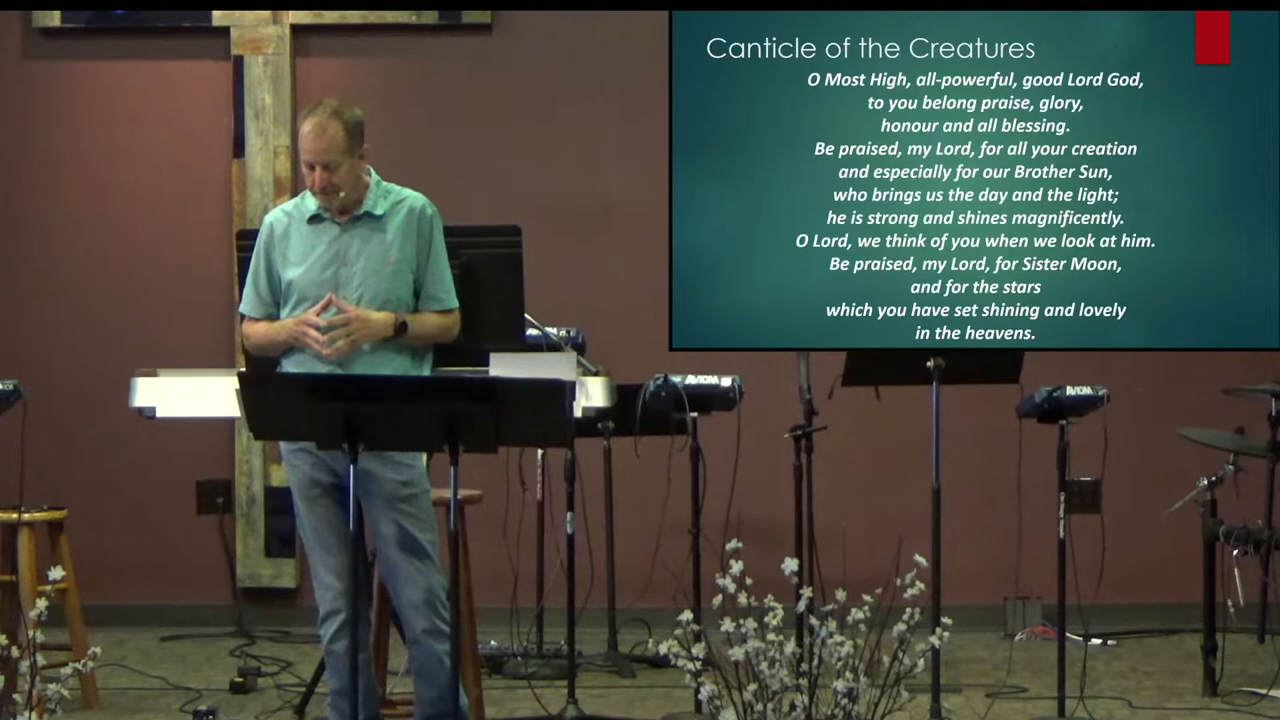 Canticle of the Creatures
O Most High, all-powerful, good Lord God,
to you belong praise, glory,
honour and all blessing.
Be praised, my Lord, for all your creation
and especially for our Brother Sun,
who brings us the day and the light;
he is strong and shines magnificently.
O Lord, we think of you when we look at him.
Be praised, my Lord, for Sister Moon,
and for the stars
which you have set shining and lovely
in the heavens.
AVIOM
AVIOM